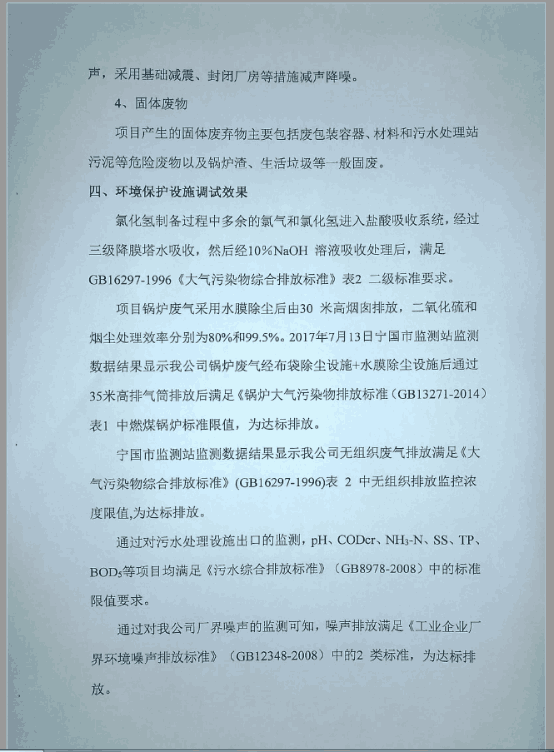 声，采用基础减震、封闭厂房等措施减声降噪。
4、固体废物
项目产生的固体废弃物主要包括废包装容器、材料和污水处理站
污泥等危险废物以及锅炉渣、生活垃圾等一般固废。
四、环境保护设施调试效果
氯化氢制备过程中多余的氯气和氯化氢进入盐酸吸收系统，经过
三级降膜塔水吸收，然后经10%NaOH 溶液吸收处理后，满足
GB16297-1996《大气污染物综合排放标准》表2 二级标准要求。
项目锅炉废气采用水膜除尘后由30 米高烟囱排放，二氧化硫和
烟尘处理效率分别为80%和99.5%。2017年7月13日宁国市监测站监测
数据结果显示我公司锅炉废气经布袋除尘设施+水膜除尘设施后通过
35米高排气筒排放后满足《锅炉大气污染物排放标准（GB13271-2014）
表1 中燃煤锅炉标准限值，为达标排放。
宁国市监测站监测数据结果显示我公司无组织废气排放满足《大
气污染物综合排放标准》(GB16297-1996)表 2 中无组织排放监控浓
度限值,为达标排放。
通过对污水处理设施出口的监测，pH、CODcr、NH₃-N、SS、TP、
BOD₅等项目均满足《污水综合排放标准》（GB8978-2008）中的标准
限值要求。
通过对我公司厂界噪声的监测可知，噪声排放满足《工业企业厂
界环境噪声排放标准》（GB12348-2008）中的2 类标准，为达标排
放。